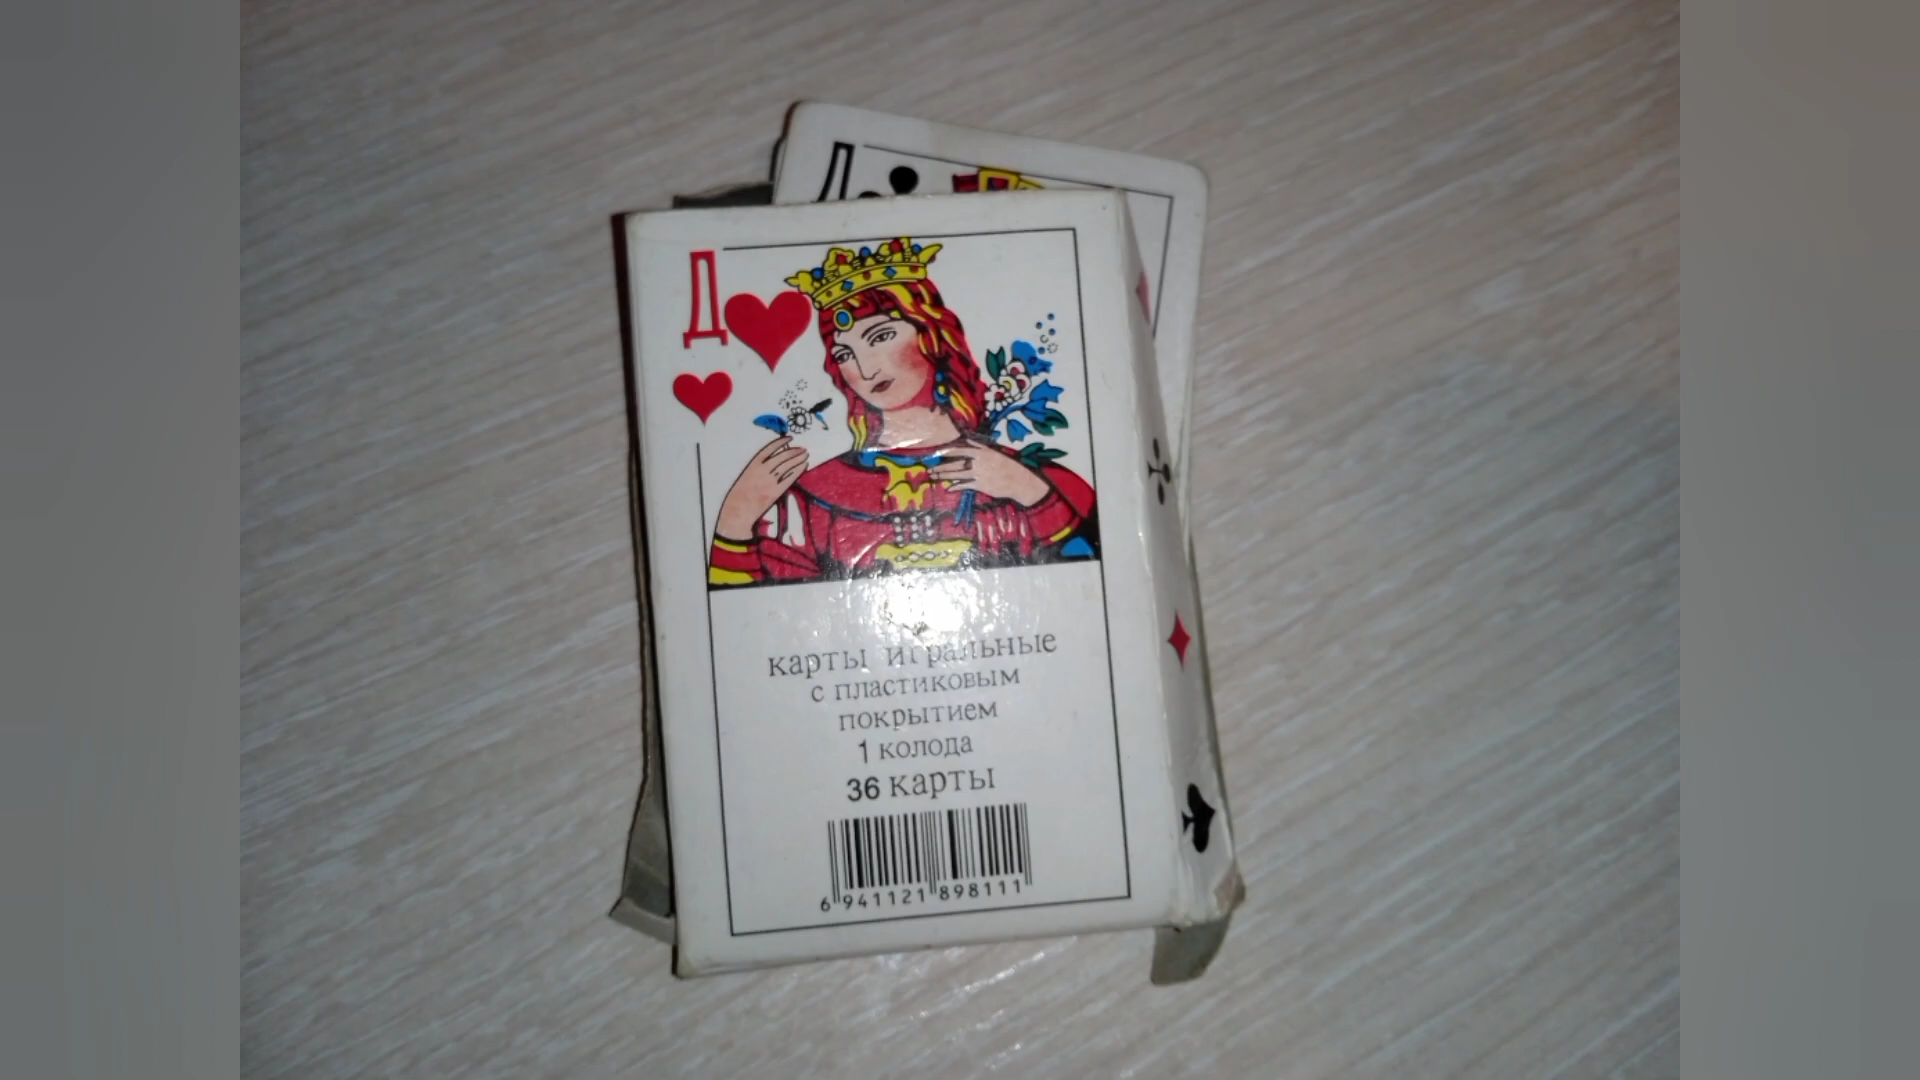 Д
Д
карты игральные
с пластиковым
покрытием
1 колода
36 карты
6 941121 898111